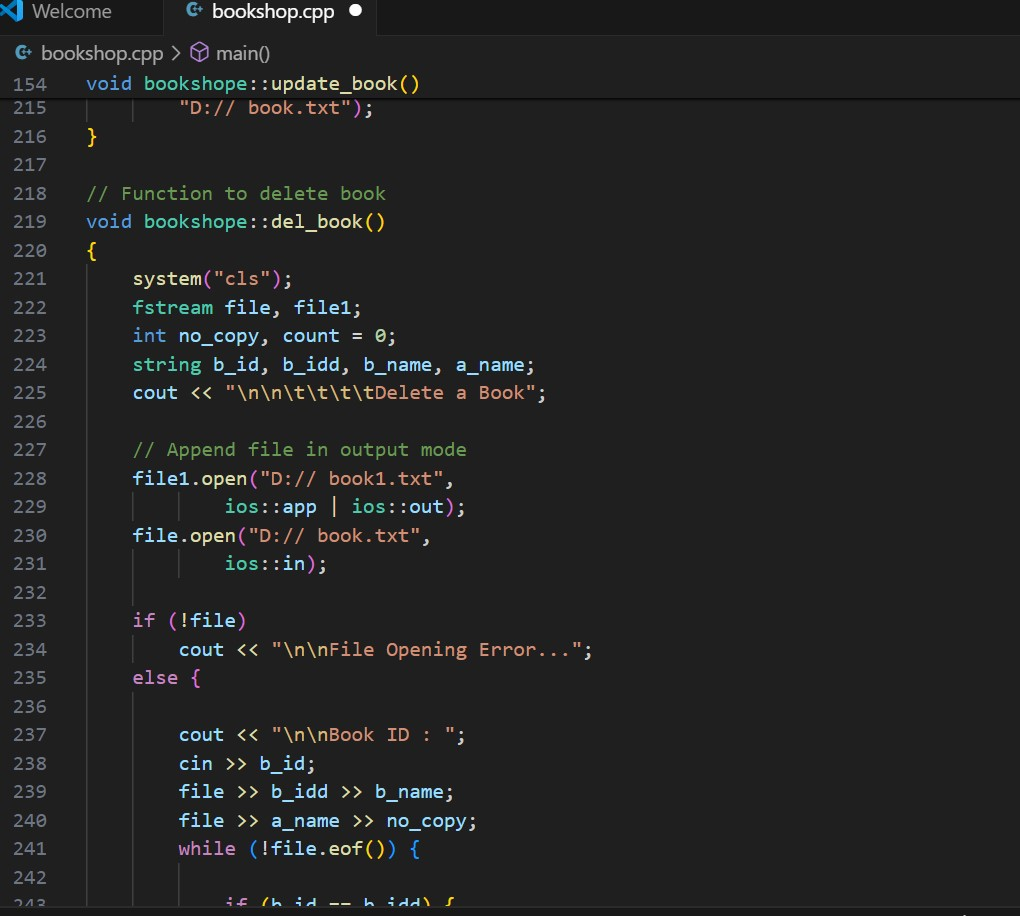 Welcome
bookshop.cpp
bookshop.cpp > main()
154 void bookshope::update_book()
215 "D:// book.txt");
216 }
217
218 // Function to delete book
219 void bookshope::del_book()
220 {
221 system("cls");
222 fstream file, file1;
223 int no_copy, count = 0;
224 string b_id, b_idd, b_name, a_name;
225 cout << "\n\n\t\t\t\tDelete a Book";
226
227 // Append file in output mode
228 file1.open("D:// book1.txt",
229 ios::app | ios::out);
230 file.open("D:// book.txt",
231 ios::in);
232
233 if (!file)
234 cout << "\n\nFile Opening Error...";
235 else {
236
237 cout << "\n\nBook ID : ";
238 cin >> b_id;
239 file >> b_idd >> b_name;
240 file >> a_name >> no_copy;
241 while (!file.eof()) {
242
243 if (b_id == b_idd) {